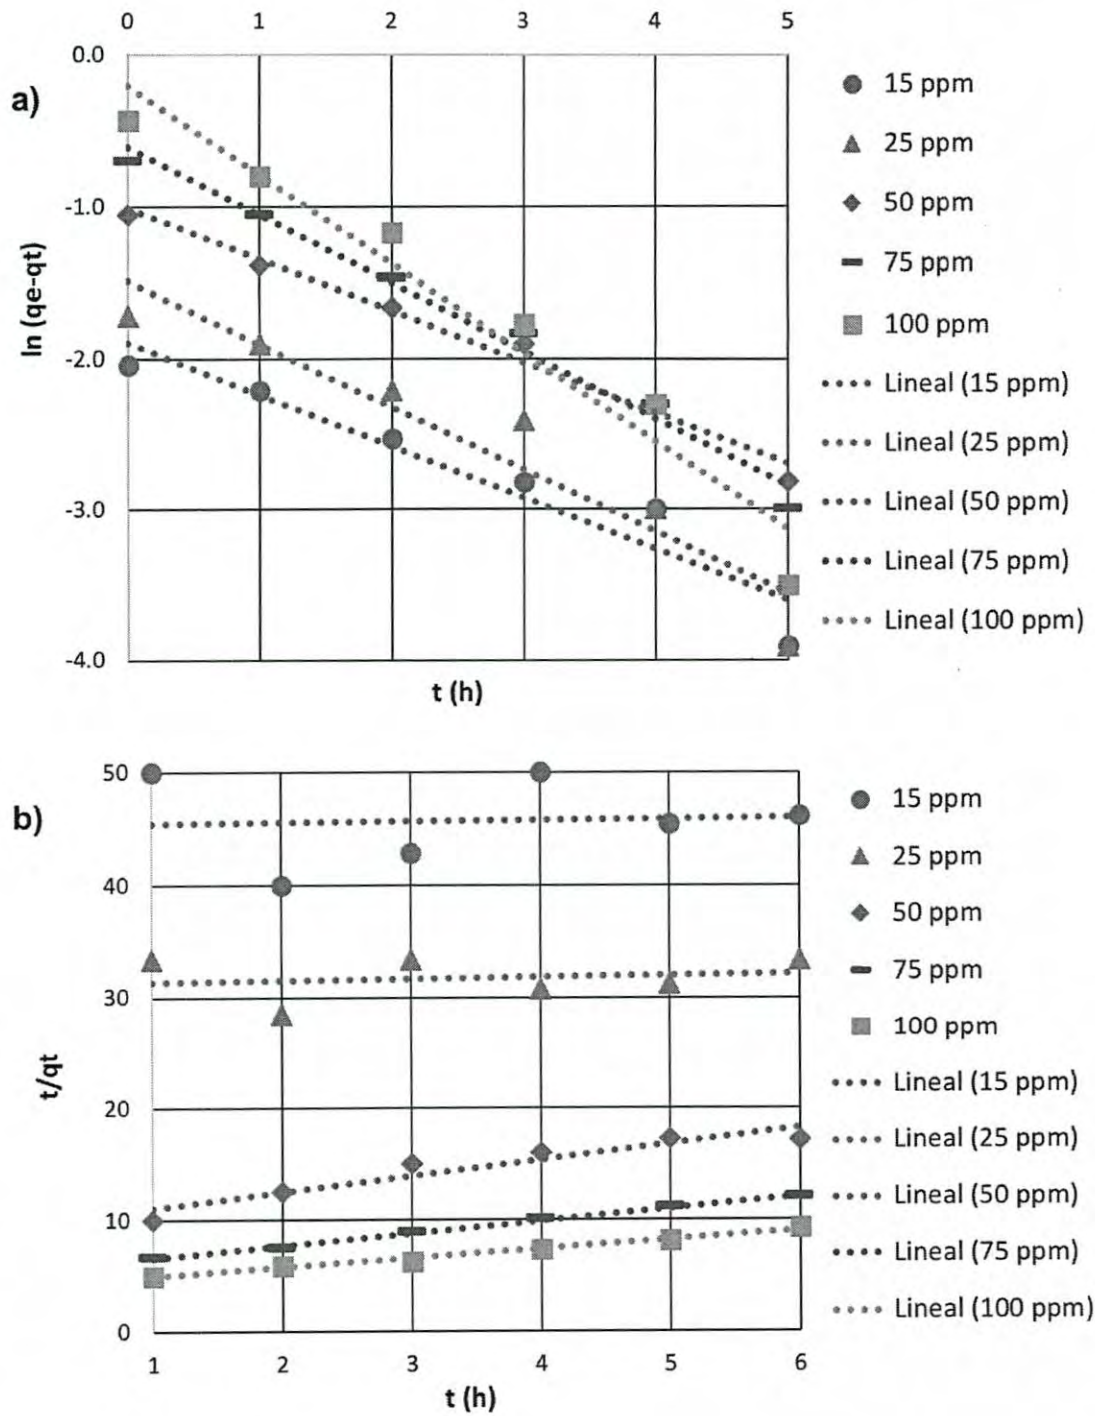 0 1 2 3 4 5
a)
0.0
-1.0
-2.0
-3.0
-4.0
ln (qe-qt)
t (h)
15 ppm
25 ppm
50 ppm
75 ppm
100 ppm
Lineal (15 ppm)
Lineal (25 ppm)
Lineal (50 ppm)
Lineal (75 ppm)
Lineal (100 ppm)
b)
50
40
30
20
10
0
t/qt
1 2 3 4 5 6
t (h)
15 ppm
25 ppm
50 ppm
75 ppm
100 ppm
Lineal (15 ppm)
Lineal (25 ppm)
Lineal (50 ppm)
Lineal (75 ppm)
Lineal (100 ppm)